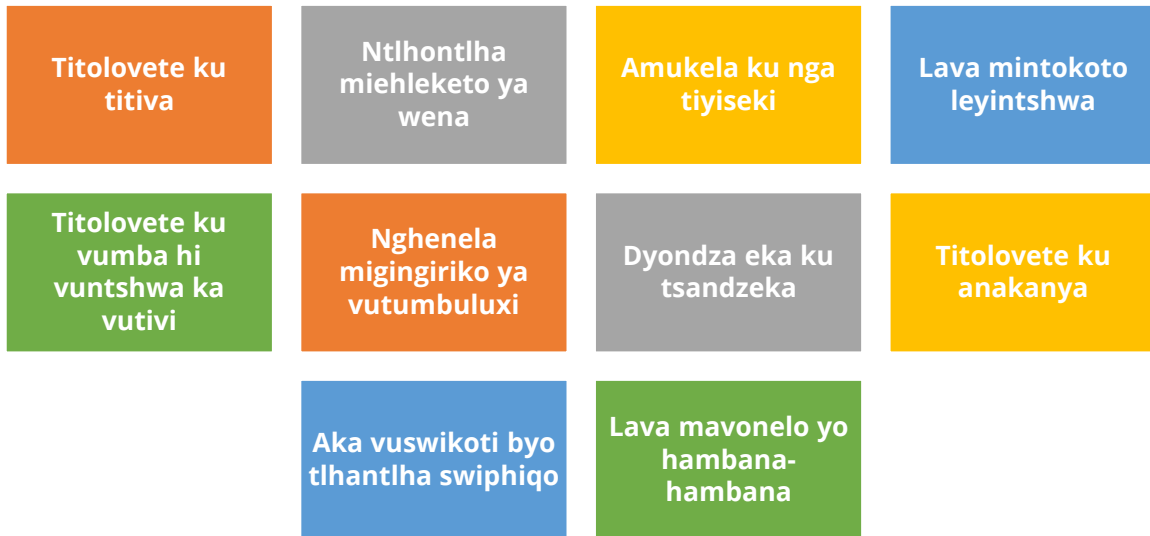 Titolovete ku
titiva
Ntlhontlha
miehleketo ya
wena
Amukela ku nga
tiyiseki
Lava mintokoto
leyintshwa
Titolovete ku
vumba hi
vuntshwa ka
vutivi
Nghenela
migingiriko ya
vutumbuluxi
Dyondza eka ku
tsandzeka
Titolovete ku
anakanya
Aka vuswikoti byo
tlhantlha swiphiqo
Lava mavonelo yo
hambana-
hambana